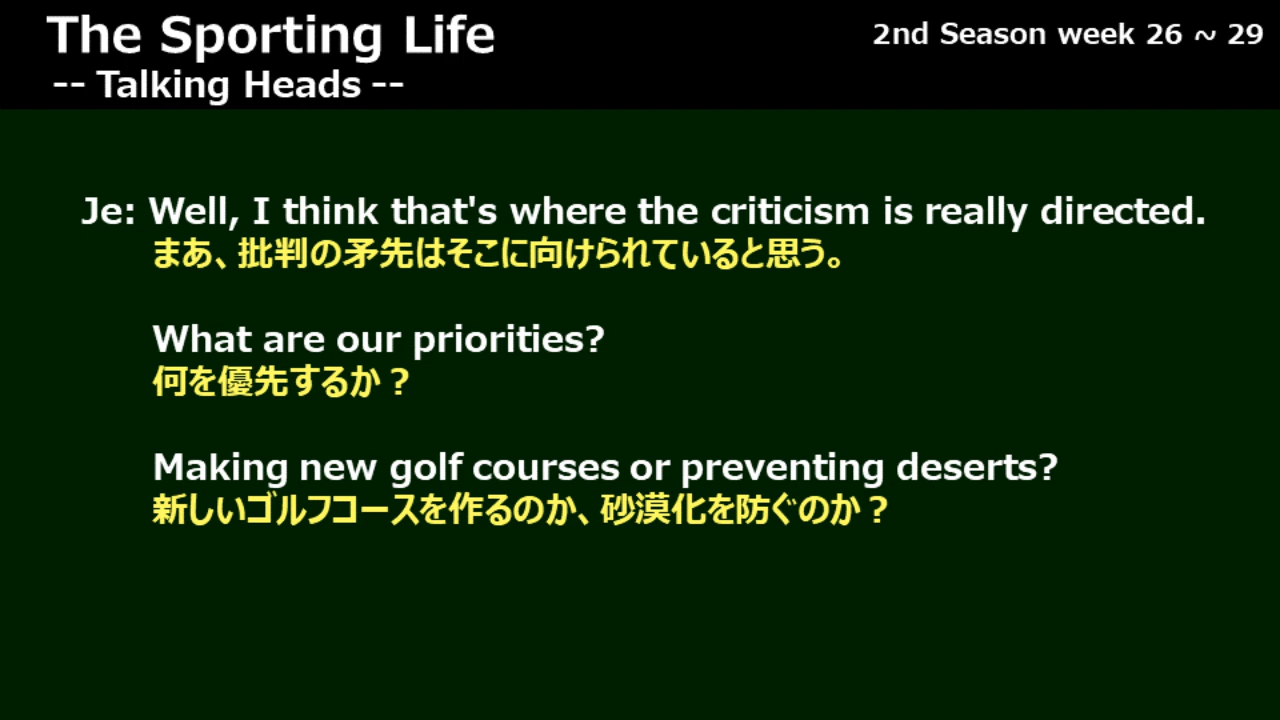 The Sporting Life
2nd Season week 26 ~ 29
-- Talking Heads --
Je: Well, I think that's where the criticism is really directed.
まあ、批判の矛先はそこに向けられていると思う。
What are our priorities?
何を優先するか？
Making new golf courses or preventing deserts?
新しいゴルフコースを作るのか、砂漠化を防ぐのか？